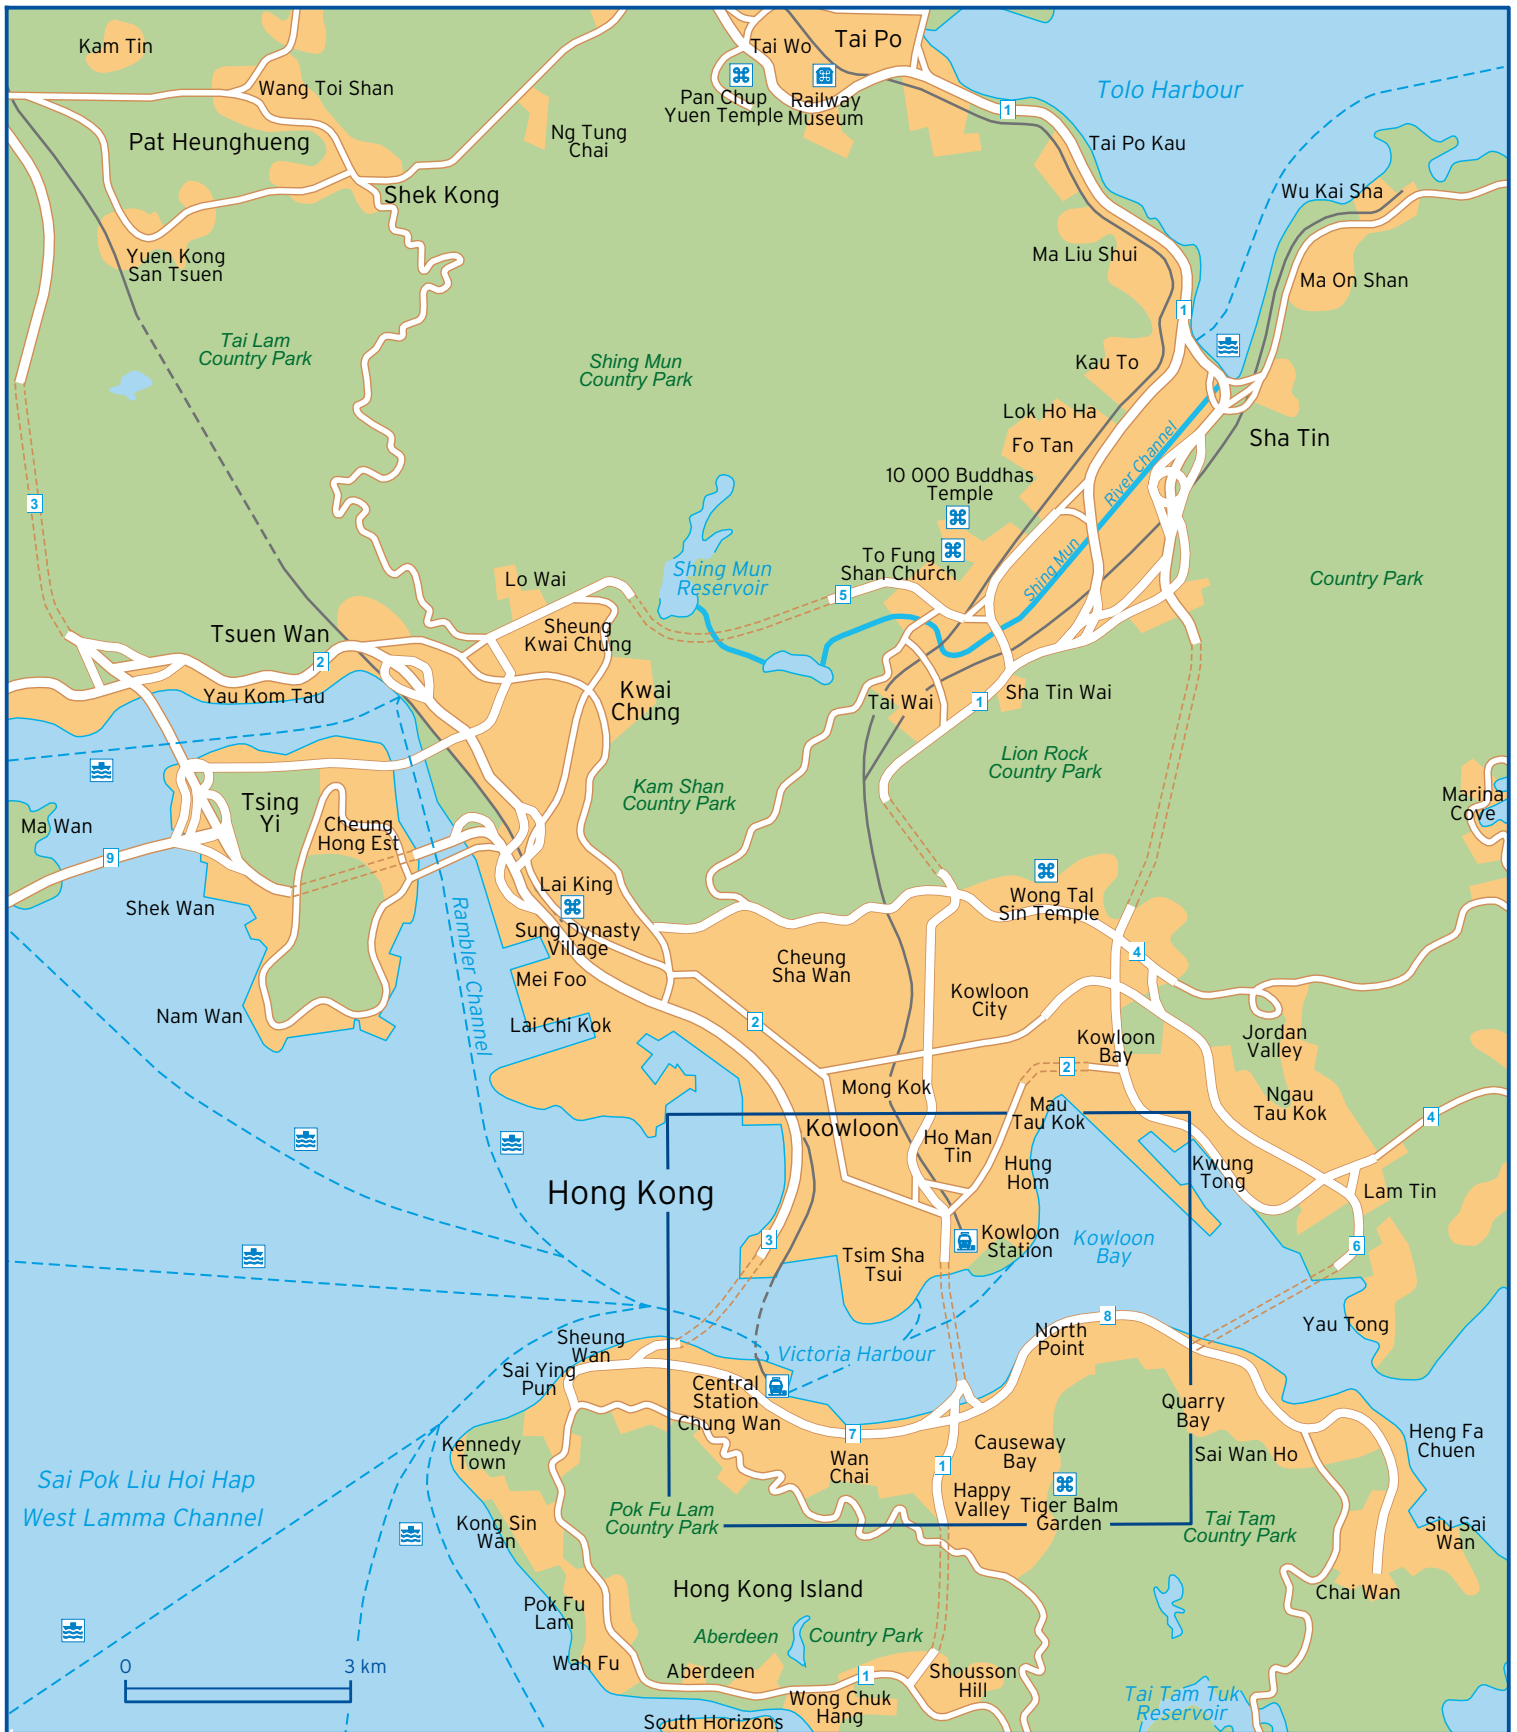 Kam Tin
Wang Toi Shan
Pat Heunghueng
Shek Kong
Yuen Kong
San Tsuen
Ng Tung
Chai
Tai Wo
Tai Po
Pan Chup
Yuen Temple
Railway
Museum
1
Tolo Harbour
Tai Po Kau
Wu Kai Sha
Ma Liu Shui
Ma On Shan
1
Tai Lam
Country Park
Shing Mun
Country Park
Kau To
Lok Ho Ha
Fo Tan
Sha Tin
River Channel
10 000 Buddhas
Temple
3
To Fung
Shan Church
Shing Mun
Country Park
Lo Wai
Shing Mun
Reservoir
5
Tsuen Wan
2
Sheung
Kwai Chung
Yau Kom Tau
Kwai
Chung
Tai Wai
1
Sha Tin Wai
Lion Rock
Country Park
Kam Shan
Country Park
Marina
Cove
Tsing
Yi
Ma Wan
Cheung
Hong Est
9
Lai King
Wong Tal
Sin Temple
Shek Wan
Rambler Channel
Sung Dynasty
Village
4
Cheung
Sha Wan
Mei Foo
Kowloon
City
Nam Wan
Lai Chi Kok
2
Jordan
Valley
Kowloon
Bay
2
Mong Kok
Ngau
Tau Kok
Mau
Tau Kok
4
Kowloon
Ho Man
Tin
Hung
Hom
Kwung
Tong
Hong Kong
Lam Tin
3
Kowloon
Station
Kowloon
Bay
6
Tsim Sha
Tsui
8
Sheung
Wan
North
Point
Yau Tong
Victoria Harbour
Sai Ying
Pun
Central
Station
Chung Wan
Quarry
Bay
7
Heng Fa
Chuen
Kennedy
Town
Causeway
Bay
Sai Wan Ho
Wan
Chai
1
Sai Pok Liu Hoi Hap
West Lamma Channel
Happy
Valley
Tiger Balm
Garden
Pok Fu Lam
Country Park
Tai Tam
Country Park
Kong Sin
Wan
Siu Sai
Wan
Hong Kong Island
Chai Wan
Pok Fu
Lam
Aberdeen Country Park
0 3 km
Wah Fu
Aberdeen
1
Shousson
Hill
Wong Chuk
Hang
Tai Tam Tuk
Reservoir
South Horizons